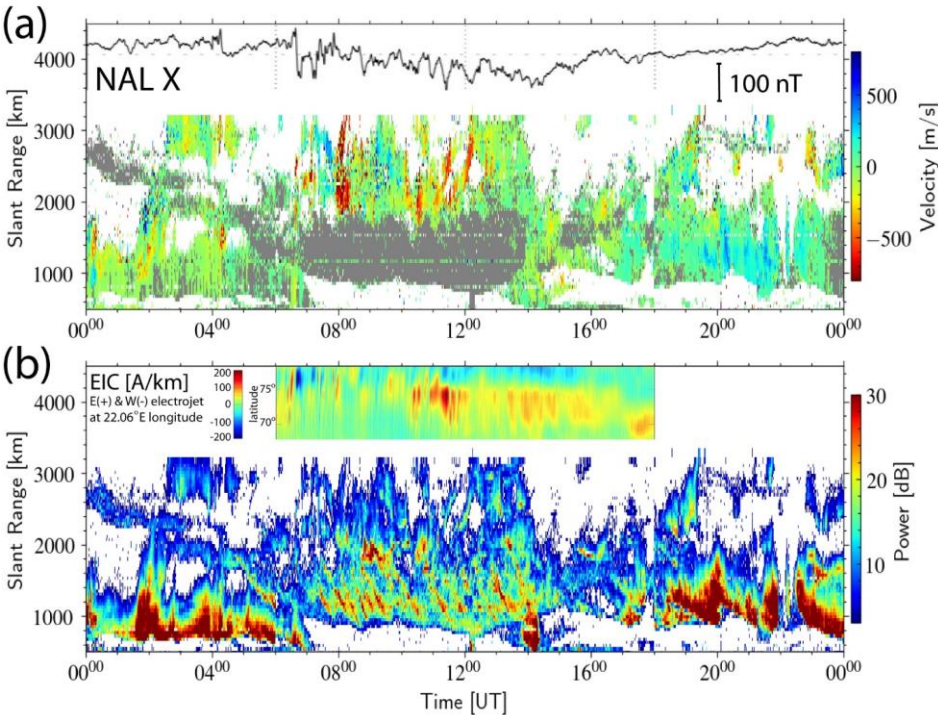 (a)
NAL X
100 nT
4000
3000
2000
1000
Slant Range [km]
500
0
−500
Velocity [m/s]
00⁰⁰ 04⁰⁰ 08⁰⁰ 12⁰⁰ 16⁰⁰ 20⁰⁰ 00⁰⁰
(b)
EIC [A/km]
E(+) & W(-) electrojet
at 22.06°E longitude
200
100
0
-100
-200
latitude
75°
70°
4000
3000
2000
1000
Slant Range [km]
30
20
10
Power [dB]
00⁰⁰ 04⁰⁰ 08⁰⁰ 12⁰⁰ 16⁰⁰ 20⁰⁰ 00⁰⁰
Time [UT]